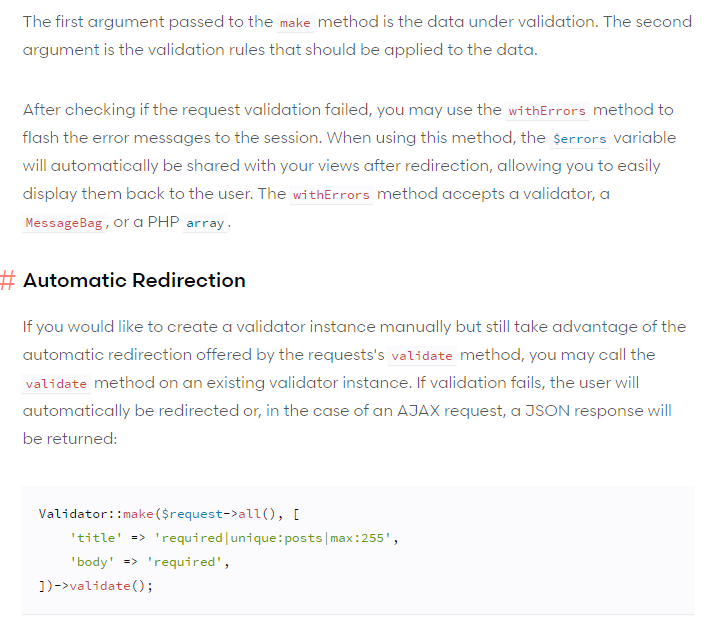 The first argument passed to the make method is the data under validation. The second
argument is the validation rules that should be applied to the data.
After checking if the request validation failed, you may use the withErrors method to
flash the error messages to the session. When using this method, the $errors variable
will automatically be shared with your views after redirection, allowing you to easily
display them back to the user. The withErrors method accepts a validator, a
MessageBag, or a PHP array.
# Automatic Redirection
If you would like to create a validator instance manually but still take advantage of the
automatic redirection offered by the requests's validate method, you may call the
validate method on an existing validator instance. If validation fails, the user will
automatically be redirected or, in the case of an AJAX request, a JSON response will
be returned:
Validator::make($request->all(), [
    'title' => 'required|unique:posts|max:255',
    'body' => 'required',
])->validate();